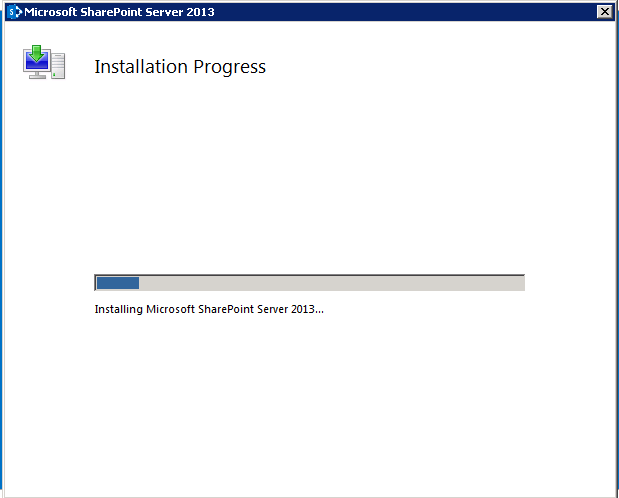 Microsoft SharePoint Server 2013
Installation Progress
Installing Microsoft SharePoint Server 2013...